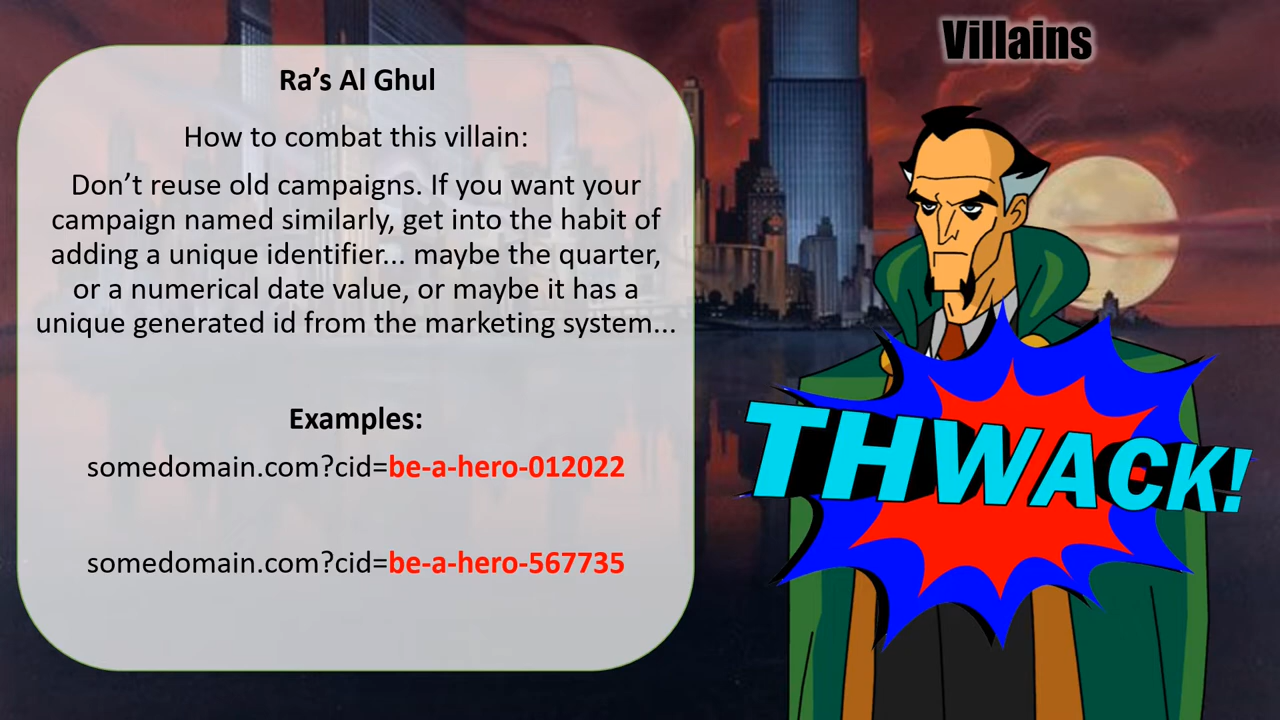 Villains
Ra’s Al Ghul
How to combat this villain:
Don’t reuse old campaigns. If you want your
campaign named similarly, get into the habit of
adding a unique identifier... maybe the quarter,
or a numerical date value, or maybe it has a
unique generated id from the marketing system...
Examples:
somedomain.com?cid=be-a-hero-012022
somedomain.com?cid=be-a-hero-567735
THWACK!